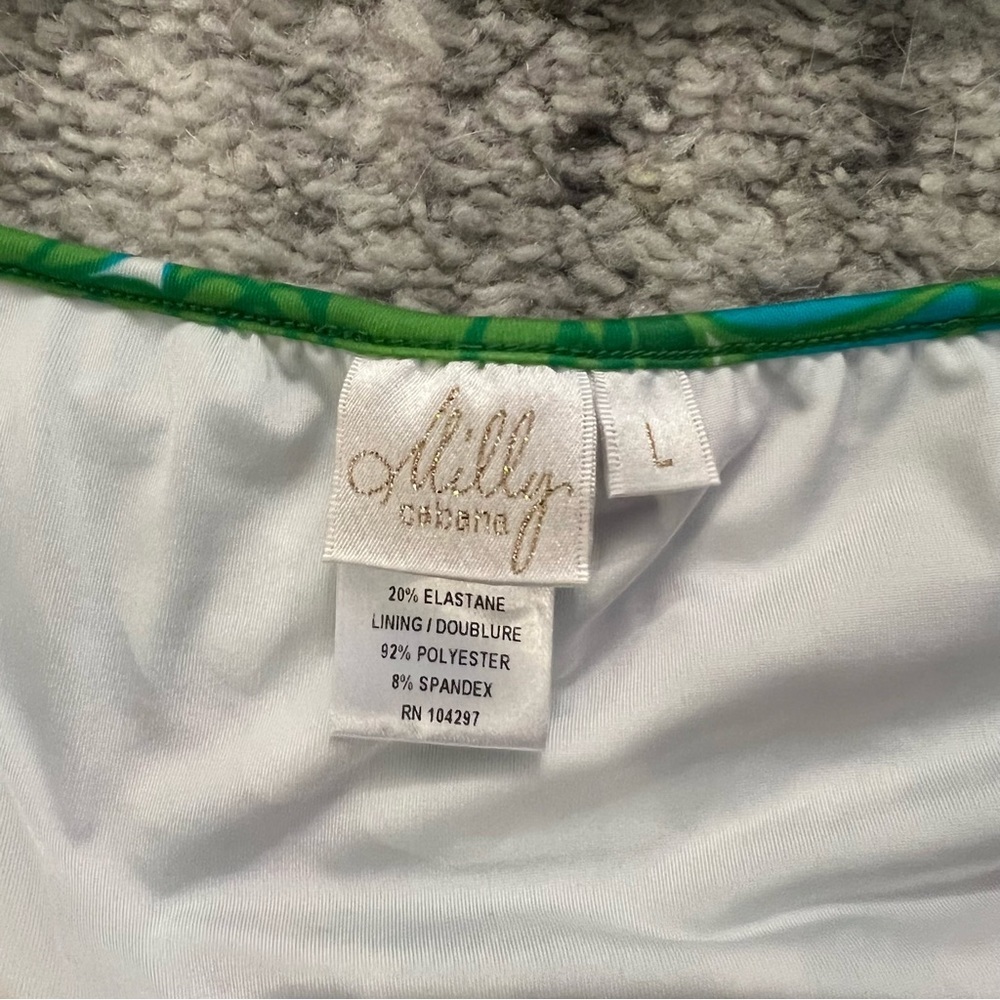 Milly
cabana
L
20% ELASTANE
LINING / DOUBLURE
92% POLYESTER
8% SPANDEX
RN 104297